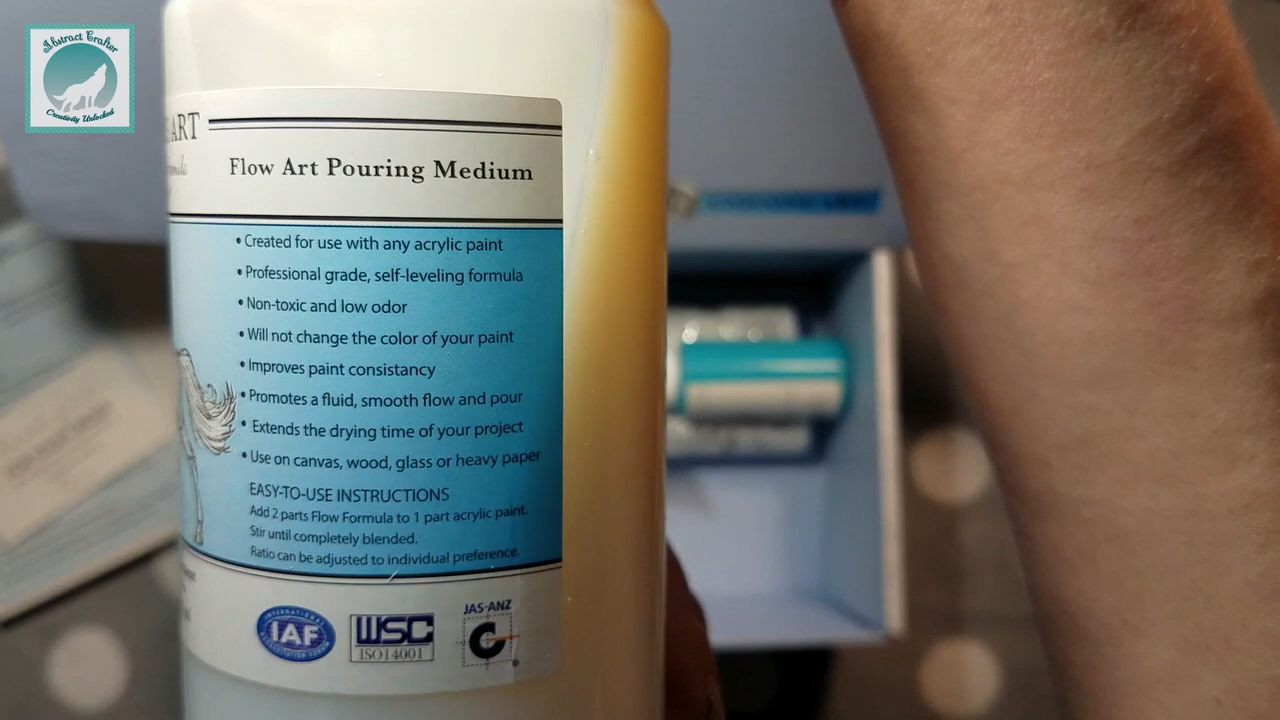 Abstract Crafter
Creativity Unlocked
ART
Flow Art Pouring Medium
• Created for use with any acrylic paint
• Professional grade, self-leveling formula
• Non-toxic and low odor
• Will not change the color of your paint
• Improves paint consistancy
• Promotes a fluid, smooth flow and pour
• Extends the drying time of your project
• Use on canvas, wood, glass or heavy paper
EASY-TO-USE INSTRUCTIONS
Add 2 parts Flow Formula to 1 part acrylic paint.
Stir until completely blended.
Ratio can be adjusted to individual preference.
INTERNATIONAL
IAF
WSC
ISO14001
JAS-ANZ